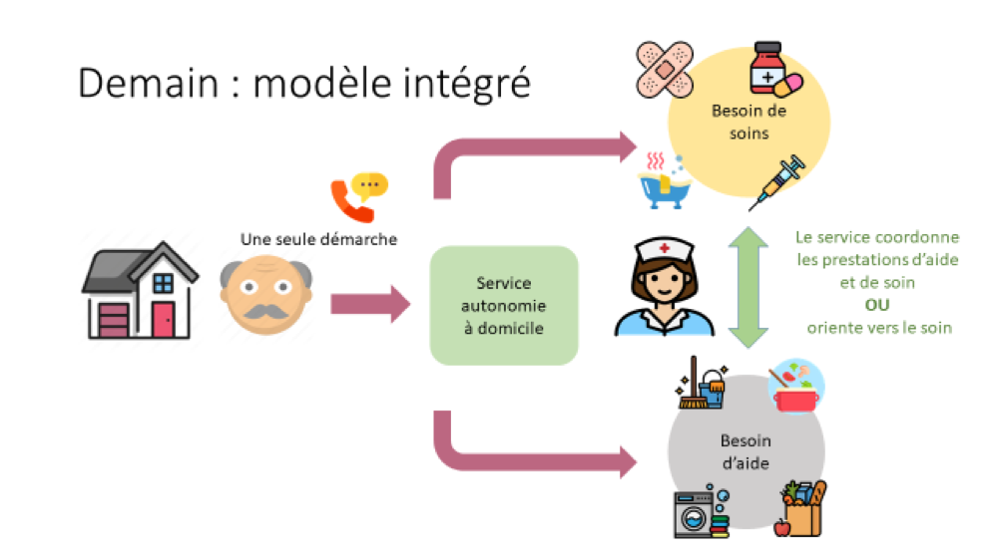 Demain : modèle intégré
Besoin de
soins
Une seule démarche
Service
autonomie
à domicile
Le service coordonne
les prestations d’aide
et de soin
OU
oriente vers le soin
Besoin
d’aide